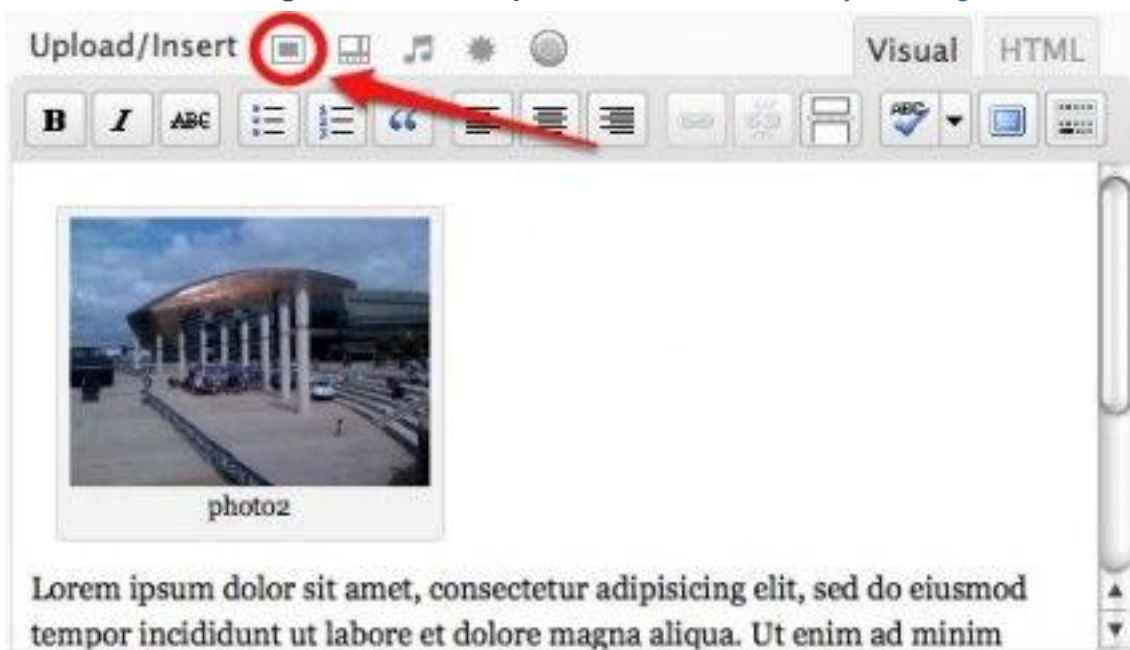 Upload/Insert
Visual HTML
B I ABC ABC
photo2
Lorem ipsum dolor sit amet, consectetur adipisicing elit, sed do eiusmod
tempor incididunt ut labore et dolore magna aliqua. Ut enim ad minim